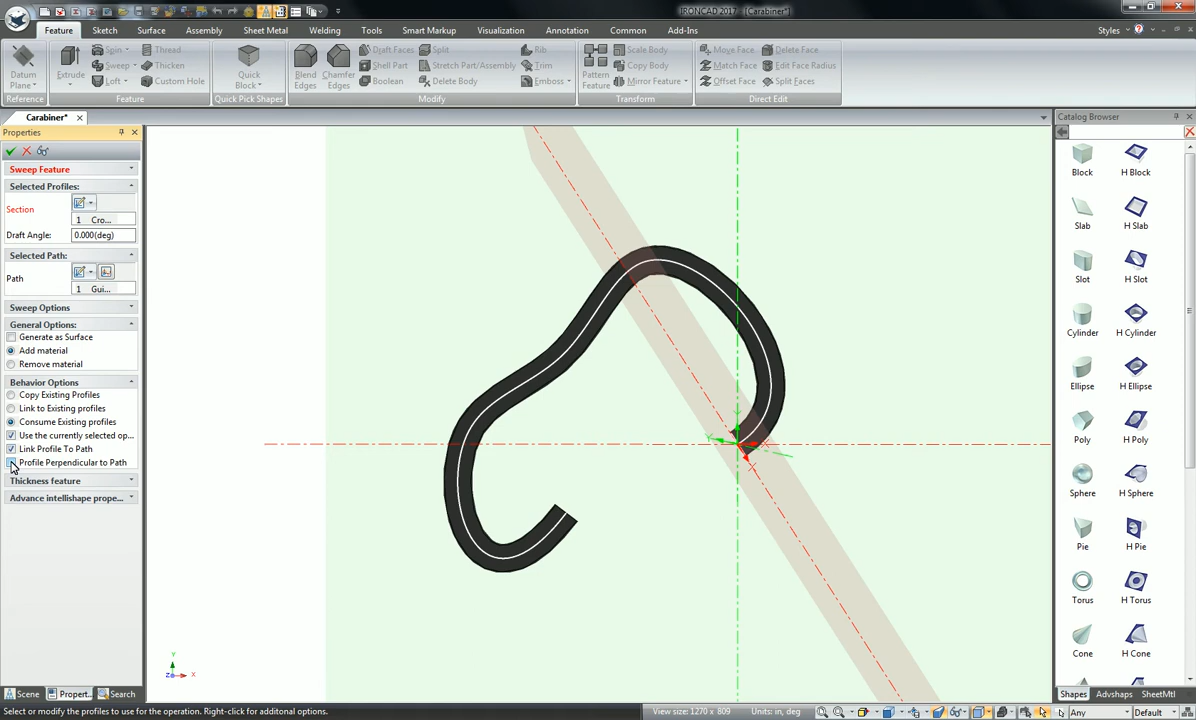 IRONCAD 2017 - [Carabiner*]
Feature Sketch Surface Assembly Sheet Metal Welding Tools Smart Markup Visualization Annotation Common Add-Ins Styles
Datum Plane
Reference
Extrude
Spin
Sweep
Loft
Thread
Thicken
Custom Hole
Feature
Quick Block
Quick Pick Shapes
Blend Edges
Chamfer Edges
Draft Faces
Shell Part
Boolean
Split
Stretch Part/Assembly
Delete Body
Rib
Trim
Emboss
Modify
Pattern Feature
Scale Body
Copy Body
Mirror Feature
Transform
Move Face
Match Face
Offset Face
Delete Face
Edit Face Radius
Split Faces
Direct Edit
Carabiner*
Properties
Sweep Feature
Selected Profiles:
Section
1 Cro...
Draft Angle: 0.000(deg)
Selected Path:
Path
1 Gui...
Sweep Options
General Options:
Generate as Surface
Add material
Remove material
Behavior Options
Copy Existing Profiles
Link to Existing profiles
Consume Existing profiles
Use the currently selected op...
Link Profile To Path
Profile Perpendicular to Path
Thickness feature
Advance intellishape prope...
Scene Propert... Search
Y
X
Y
Z
X
Catalog Browser
Block H Block
Slab H Slab
Slot H Slot
Cylinder H Cylinder
Ellipse H Ellipse
Poly H Poly
Sphere H Sphere
Pie H Pie
Torus H Torus
Cone H Cone
Shapes Advshaps SheetMtl
Select or modify the profiles to use for the operation. Right-click for additonal options.
View size: 1270 x 809
Units: in, deg
Any
Default